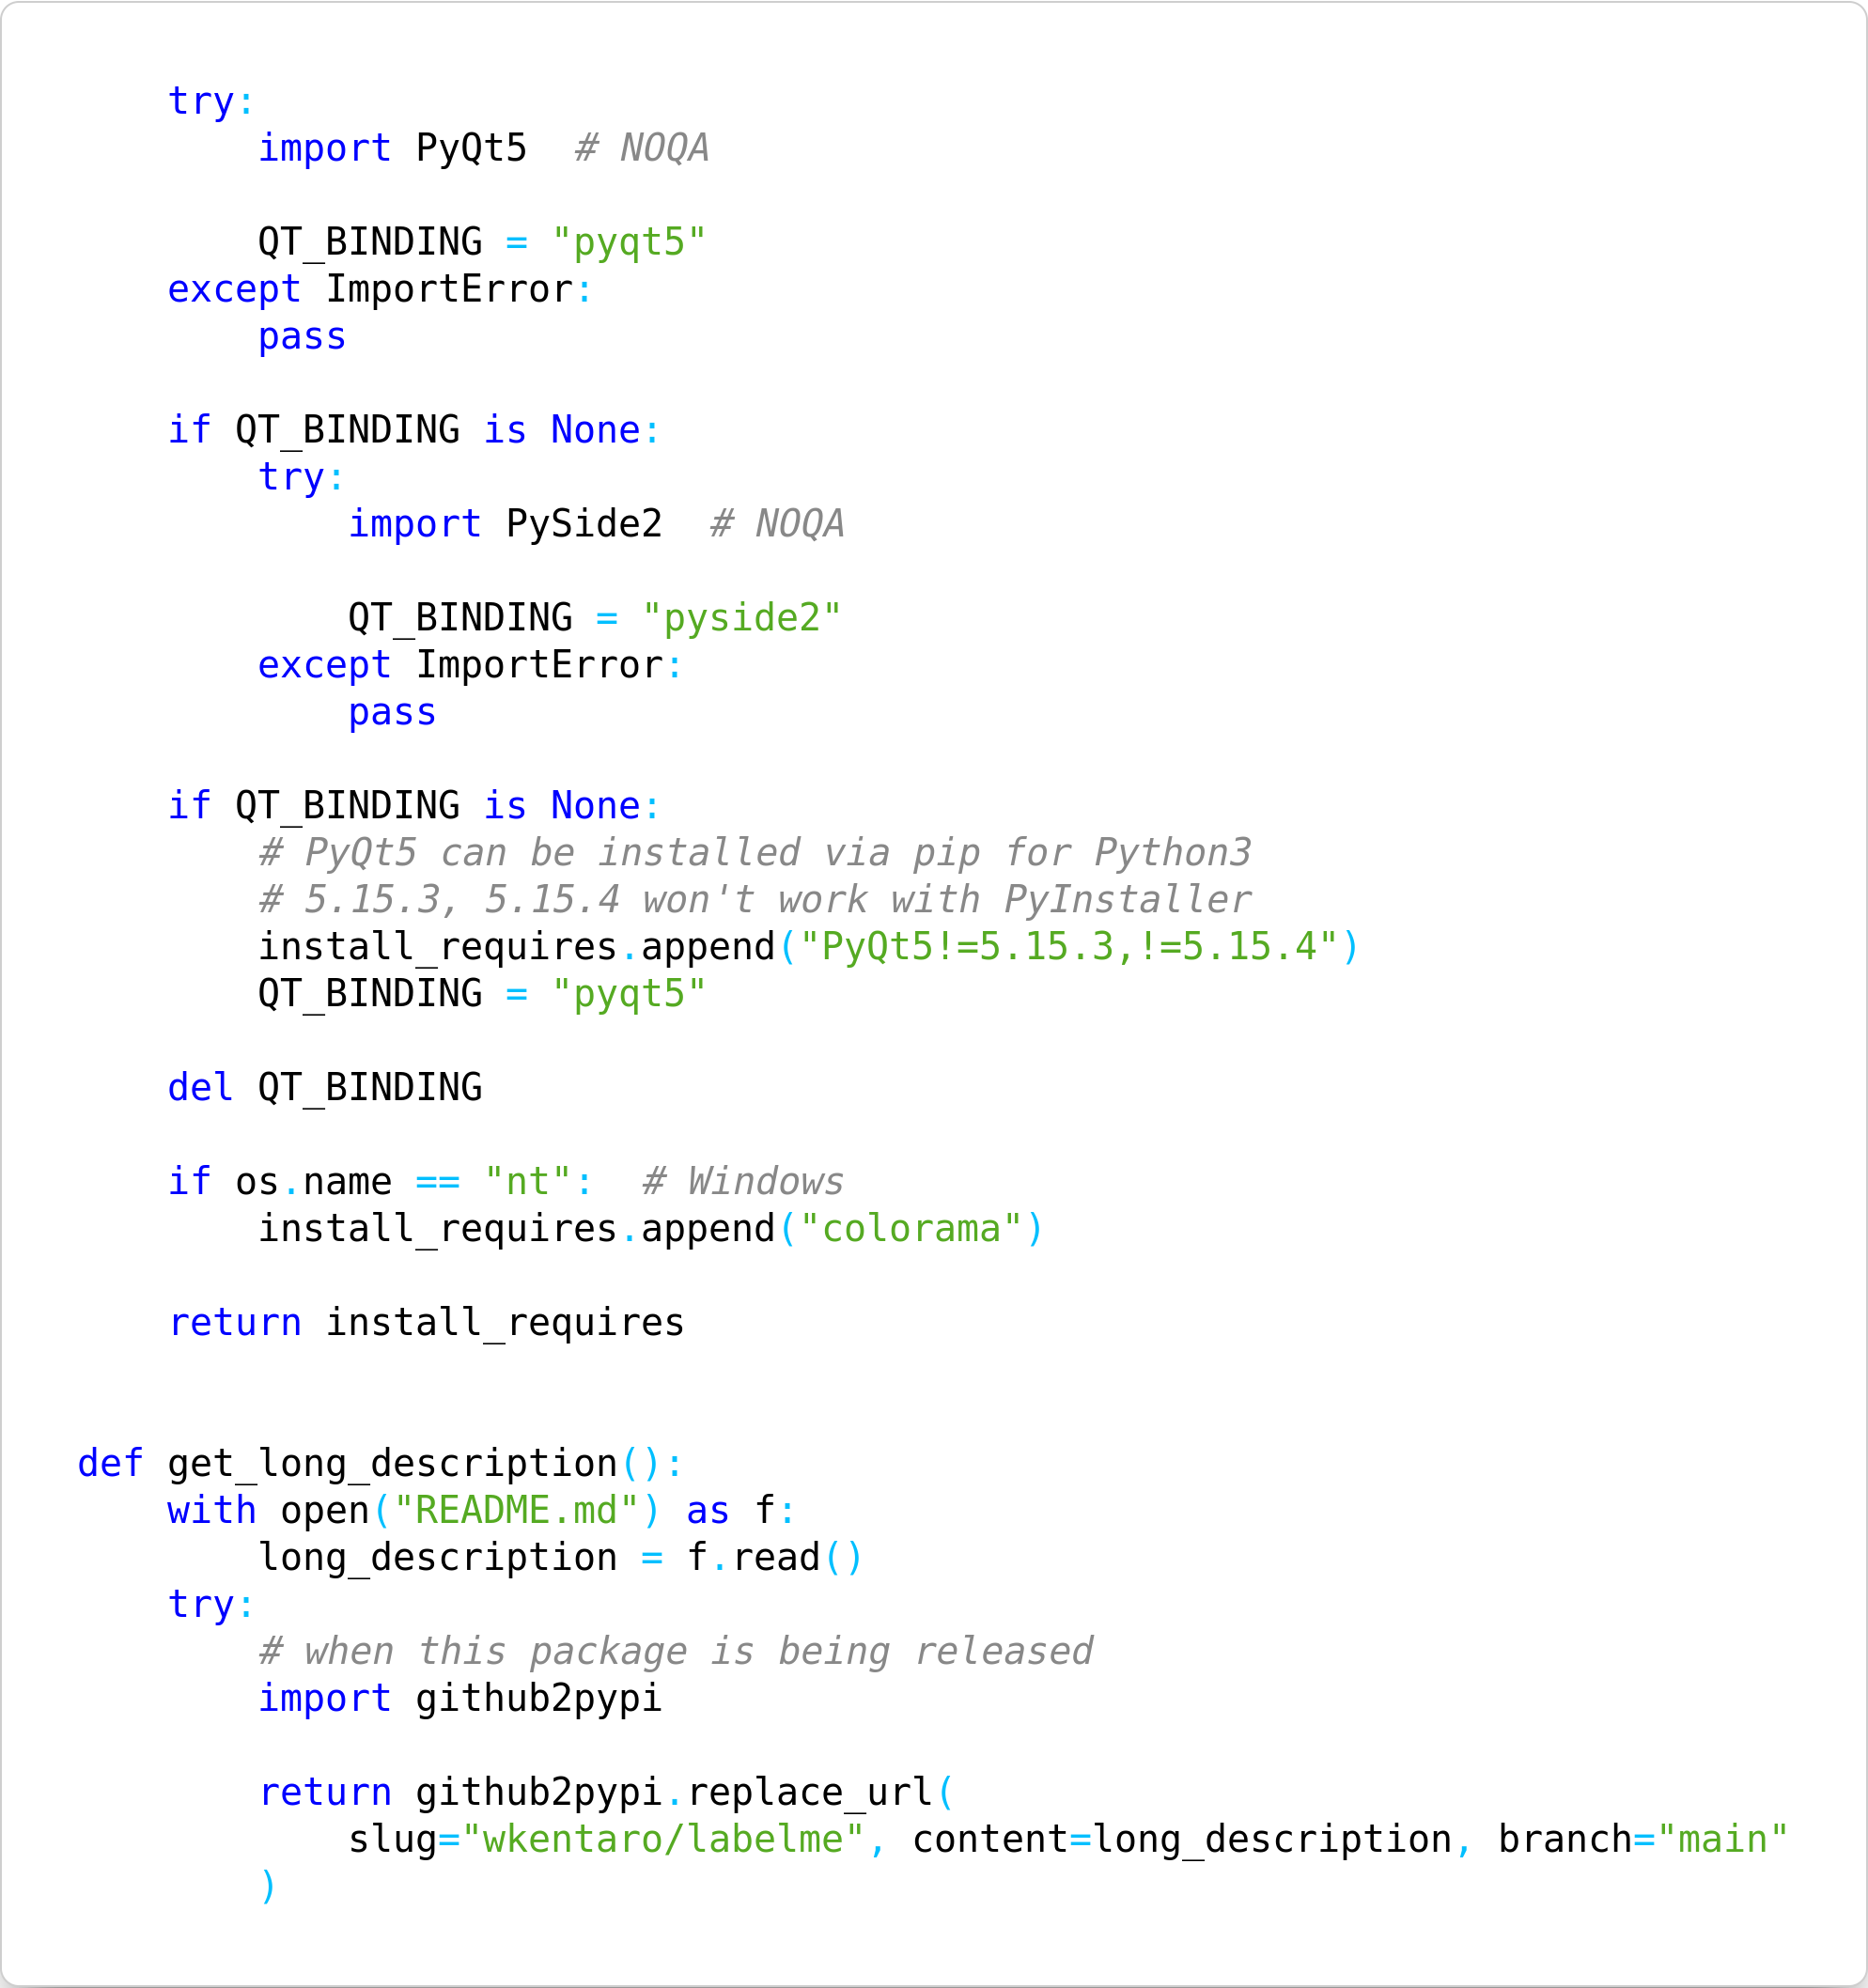 try:
        import PyQt5  # NOQA

        QT_BINDING = "pyqt5"
    except ImportError:
        pass

    if QT_BINDING is None:
        try:
            import PySide2  # NOQA

            QT_BINDING = "pyside2"
        except ImportError:
            pass

    if QT_BINDING is None:
        # PyQt5 can be installed via pip for Python3
        # 5.15.3, 5.15.4 won't work with PyInstaller
        install_requires.append("PyQt5!=5.15.3,!=5.15.4")
        QT_BINDING = "pyqt5"

    del QT_BINDING

    if os.name == "nt":  # Windows
        install_requires.append("colorama")

    return install_requires


def get_long_description():
    with open("README.md") as f:
        long_description = f.read()
    try:
        # when this package is being released
        import github2pypi

        return github2pypi.replace_url(
            slug="wkentaro/labelme", content=long_description, branch="main"
        )